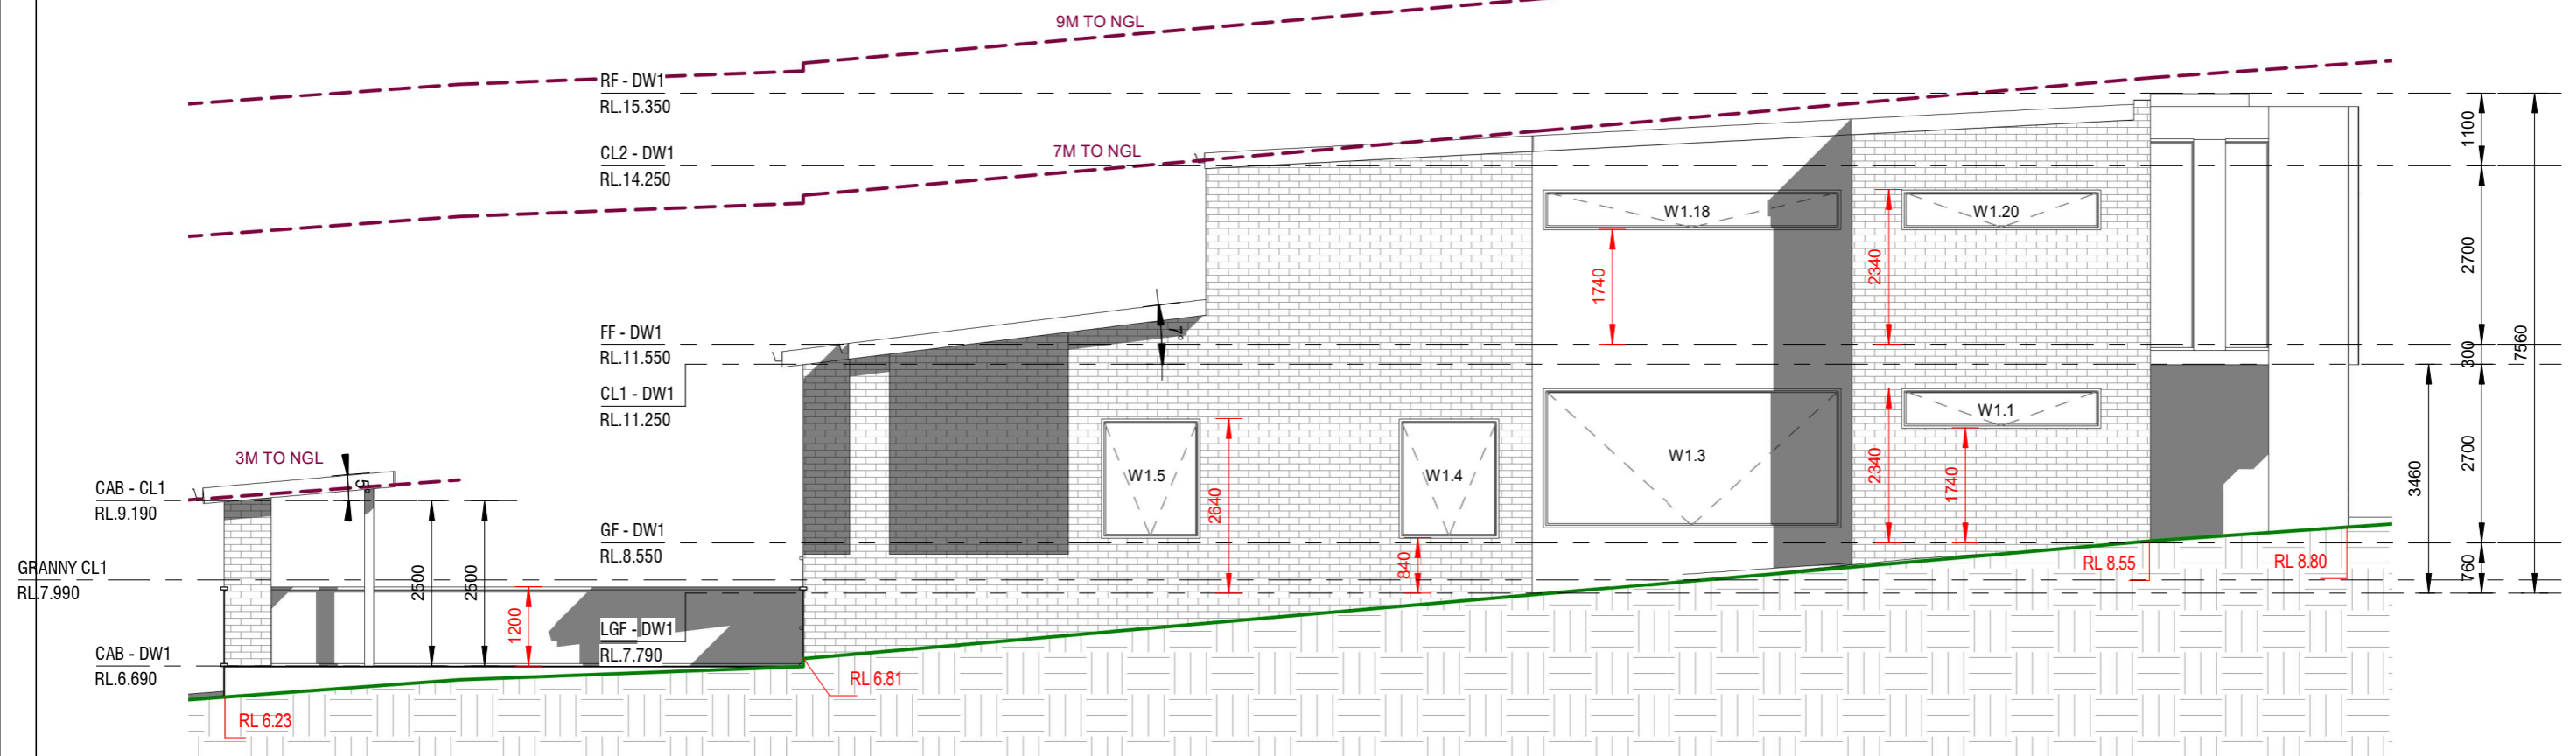 9M TO NGL
RF - DW1
RL.15.350
7M TO NGL
CL2 - DW1
RL.14.250
1100
W1.18
W1.20
1740
2340
2700
FF - DW1
RL.11.550
7°
300
7560
CL1 - DW1
RL.11.250
W1.1
3M TO NGL
5°
W1.5
W1.4
W1.3
2340
1740
2700
3460
CAB - CL1
RL.9.190
2640
GF - DW1
RL.8.550
840
RL 8.55
RL 8.80
760
GRANNY CL1
RL.7.990
2500
2500
1200
LGF - DW1
RL.7.790
CAB - DW1
RL.6.690
RL 6.81
RL 6.23